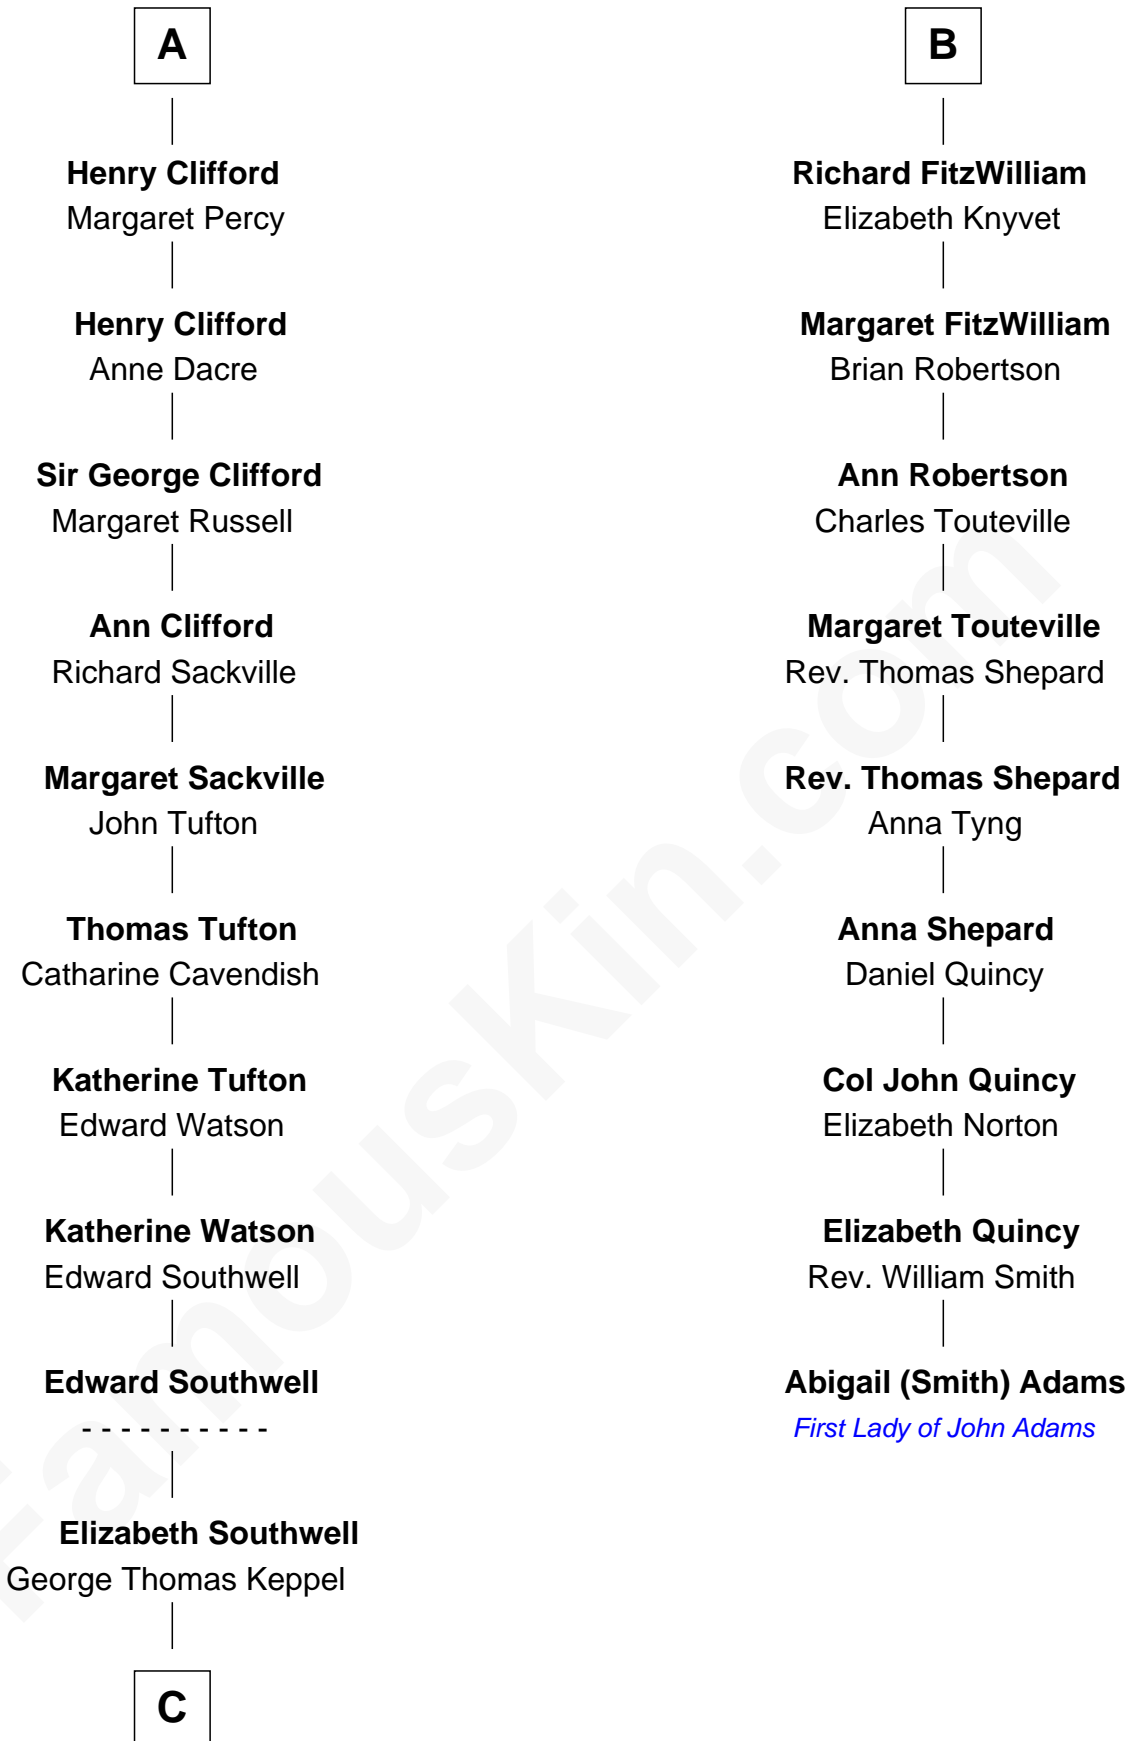 A
Henry Clifford
Margaret Percy
Henry Clifford
Anne Dacre
Sir George Clifford
Margaret Russell
Ann Clifford
Richard Sackville
Margaret Sackville
John Tufton
Thomas Tufton
Catharine Cavendish
Katherine Tufton
Edward Watson
Katherine Watson
Edward Southwell
Edward Southwell
- - - - - - - - - -
Elizabeth Southwell
George Thomas Keppel
C
B
Richard FitzWilliam
Elizabeth Knyvet
Margaret FitzWilliam
Brian Robertson
Ann Robertson
Charles Touteville
Margaret Touteville
Rev. Thomas Shepard
Rev. Thomas Shepard
Anna Tyng
Anna Shepard
Daniel Quincy
Col John Quincy
Elizabeth Norton
Elizabeth Quincy
Rev. William Smith
Abigail (Smith) Adams
First Lady of John Adams
FamousKin.com